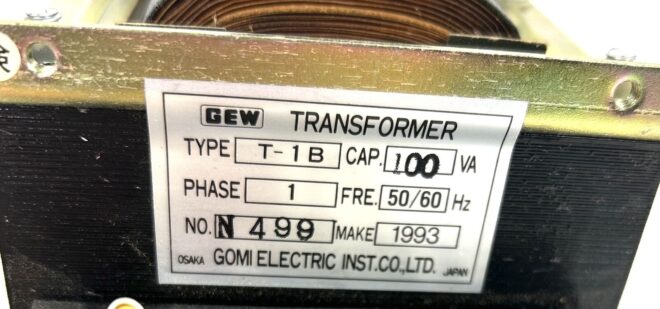 GEW TRANSFORMER
TYPE T-1B CAP. 100 VA
PHASE 1 FRE. 50/60 Hz
NO. N 499 MAKE 1993
OSAKA GOMI ELECTRIC INST.CO.,LTD. JAPAN